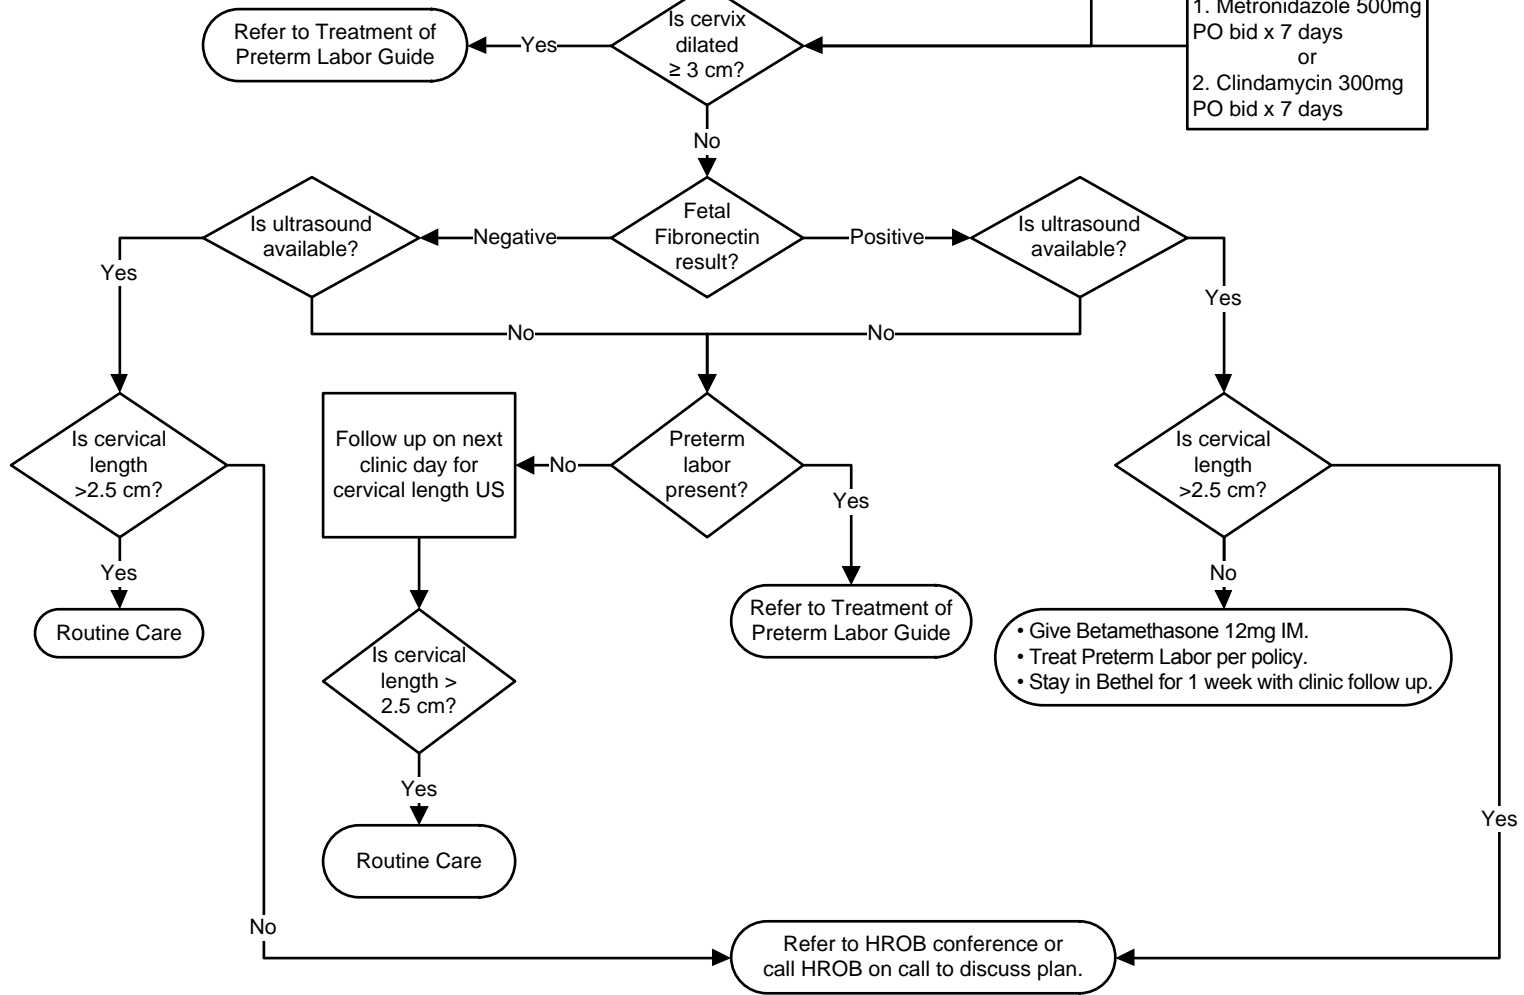 Refer to Treatment of
Preterm Labor Guide
Yes
Is cervix
dilated
≥ 3 cm?
1. Metronidazole 500mg
PO bid x 7 days
or
2. Clindamycin 300mg
PO bid x 7 days
No
Is ultrasound
available?
Negative
Fetal
Fibronectin
result?
Positive
Is ultrasound
available?
Yes
Yes
No
No
Is cervical
length
>2.5 cm?
Follow up on next
clinic day for
cervical length US
No
Preterm
labor
present?
Yes
Is cervical
length
>2.5 cm?
Yes
No
Routine Care
Is cervical
length >
2.5 cm?
Refer to Treatment of
Preterm Labor Guide
• Give Betamethasone 12mg IM.
• Treat Preterm Labor per policy.
• Stay in Bethel for 1 week with clinic follow up.
Yes
Yes
Routine Care
No
Refer to HROB conference or
call HROB on call to discuss plan.